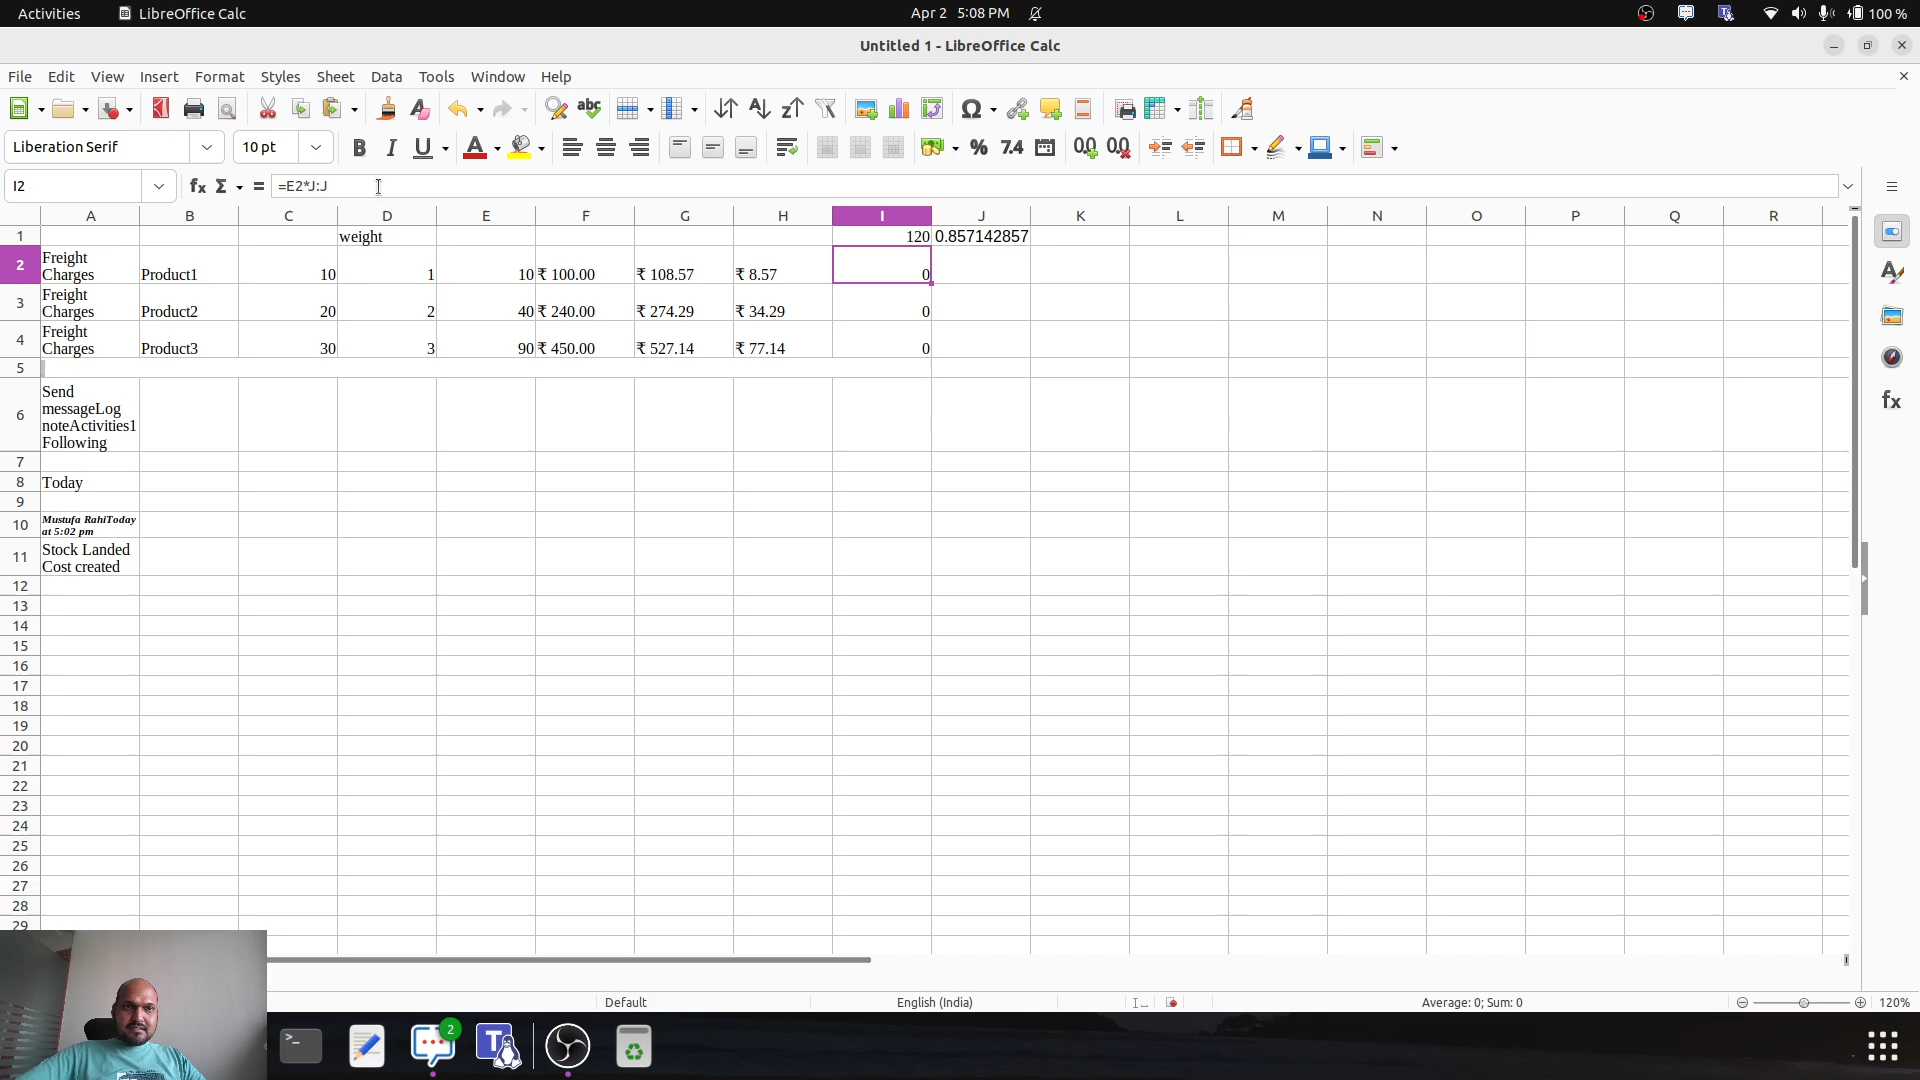 Activities LibreOffice Calc Apr 2 5:08 PM 100 %
Untitled 1 - LibreOffice Calc
File Edit View Insert Format Styles Sheet Data Tools Window Help
Liberation Serif 10 pt
I2 =E2*J:J
A B C D E F G H I J K L M N O P Q R
1 weight 120 0.857142857
2 Freight Charges Product1 10 1 10 ₹ 100.00 ₹ 108.57 ₹ 8.57 0
3 Freight Charges Product2 20 2 40 ₹ 240.00 ₹ 274.29 ₹ 34.29 0
4 Freight Charges Product3 30 3 90 ₹ 450.00 ₹ 527.14 ₹ 77.14 0
5
6 Send
messageLog
noteActivities1
Following
7
8 Today
9
10 Mustufa RahiToday
at 5:02 pm
11 Stock Landed
Cost created
12
13
14
15
16
17
18
19
20
21
22
23
24
25
26
27
28
29
Default English (India) Average: 0; Sum: 0 120%
2